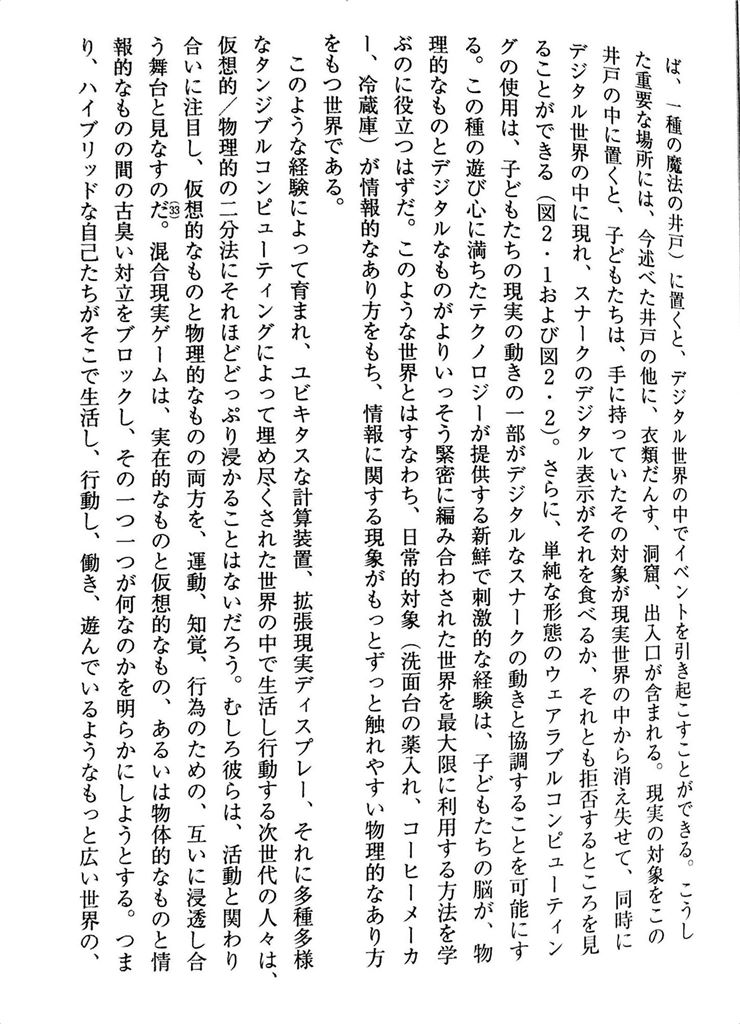 ば、一種の魔法の井戸）に置くと、デジタル世界の中でイベントを引き起こすことができる。こうし
た重要な場所には、今述べた井戸の他に、衣類だんす、洞窟、出入口が含まれる。現実の対象をこの
井戸の中に置くと、子どもたちは、手に持っていたその対象が現実世界の中から消え失せて、同時に
デジタル世界の中に現れ、スナークのデジタル表示がそれを食べるか、それとも拒否するところを見
ることができる（図2・1および図2・2）。さらに、単純な形態のウェアラブルコンピューティン
グの使用は、子どもたちの現実の動きの一部がデジタルなスナークの動きと協調することを可能にす
る。この種の遊び心に満ちたテクノロジーが提供する新鮮で刺激的な経験は、子どもたちの脳が、物
理的なものとデジタルなものがよりいっそう緊密に編み合わされた世界を最大限に利用する方法を学
ぶのに役立つはずだ。このような世界とはすなわち、日常的対象（洗面台の薬入れ、コーヒーメーカ
ー、冷蔵庫）が情報的なあり方をもち、情報に関する現象がもっとずっと触れやすい物理的なあり方
をもつ世界である。
このような経験によって育まれ、ユビキタスな計算装置、拡張現実ディスプレー、それに多種多様
なタンジブルコンピューティングによって埋め尽くされた世界の中で生活し行動する次世代の人々は、
仮想的／物理的の二分法にそれほどどっぷり浸かることはないだろう。むしろ彼らは、活動と関わり
合いに注目し、仮想的なものと物理的なものの両方を、運動、知覚、行為のための、互いに浸透し合
う舞台と見なすのだ。(33)混合現実ゲームは、実在的なものと仮想的なもの、あるいは物体的なものと情
報的なものの間の古臭い対立をブロックし、その一つ一つが何なのかを明らかにしようとする。つま
り、ハイブリッドな自己たちがそこで生活し、行動し、働き、遊んでいるようなもっと広い世界の、